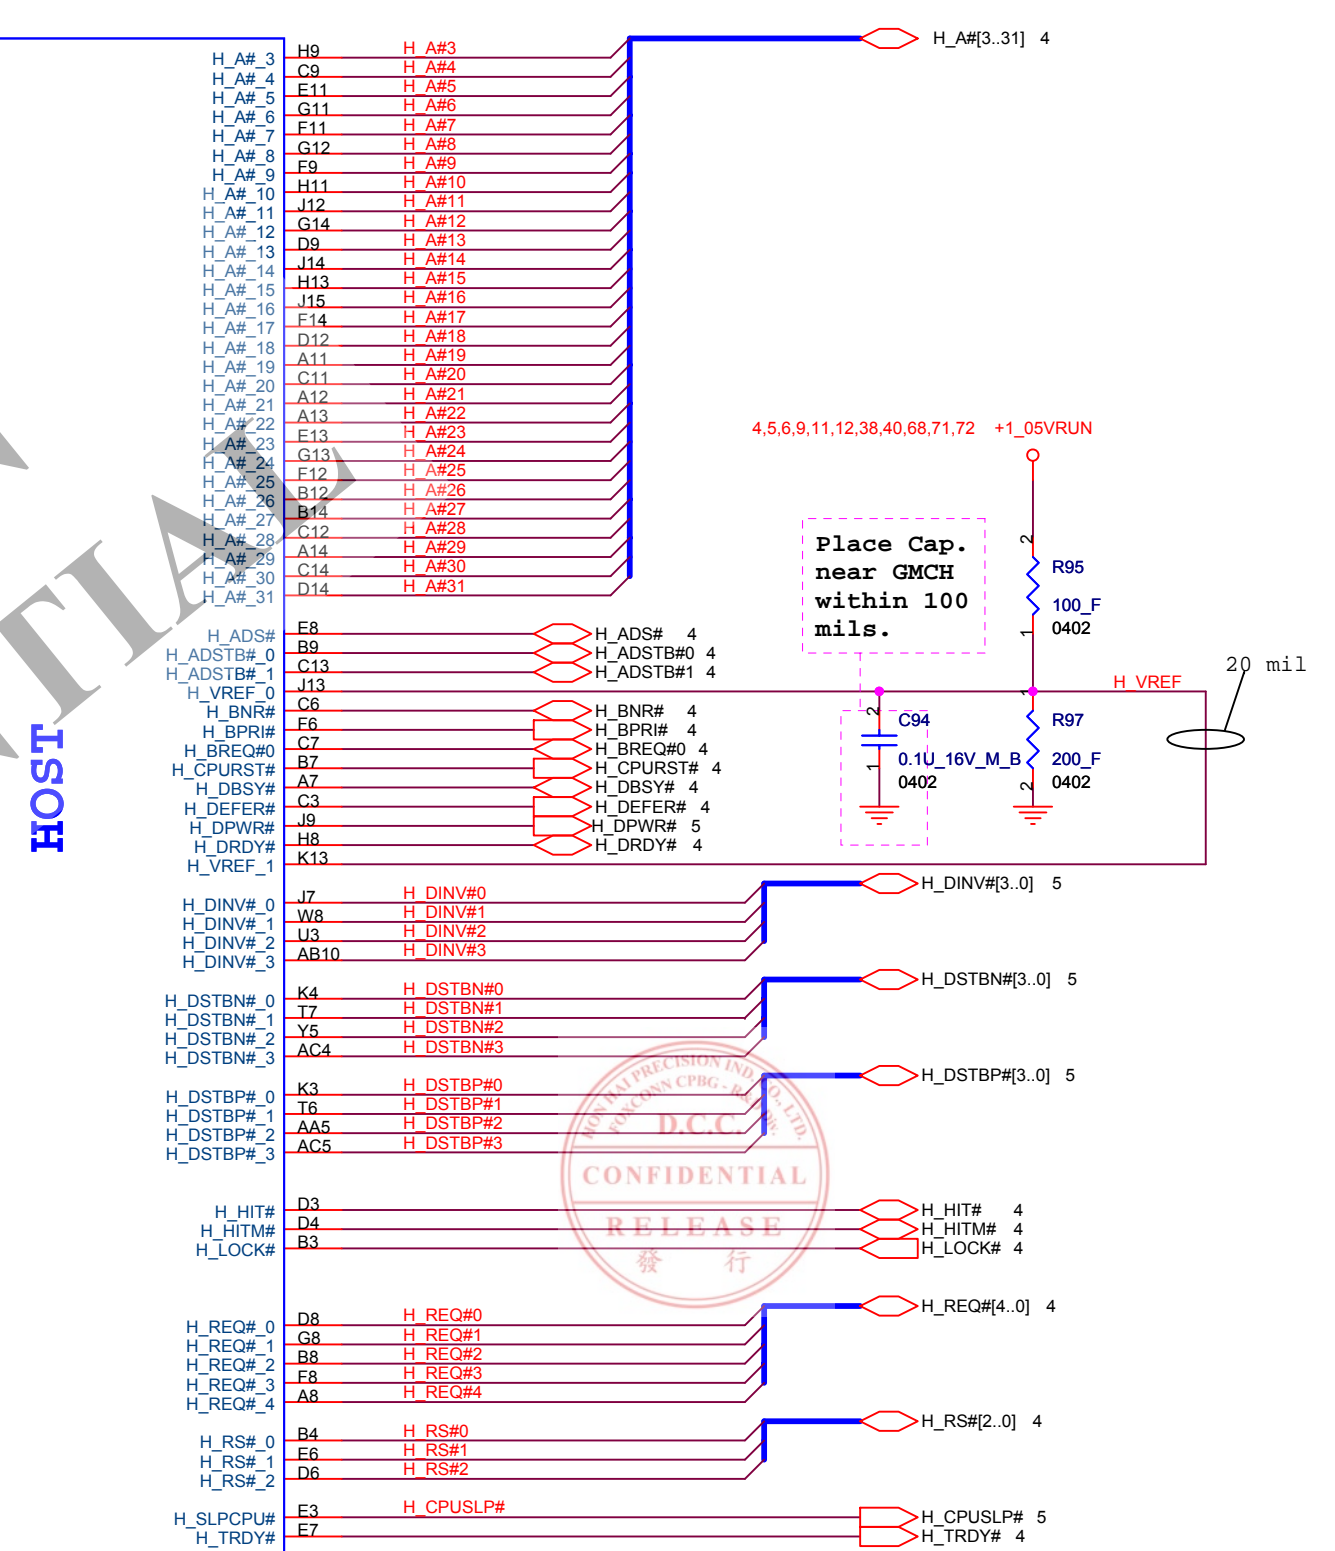 H_A#_3 H9 H_A#3 H_A#[3..31] 4
H_A#_4 C9 H_A#4
H_A#_5 E11 H_A#5
H_A#_6 G11 H_A#6
H_A#_7 F11 H_A#7
H_A#_8 G12 H_A#8
H_A#_9 F9 H_A#9
H_A#_10 H11 H_A#10
H_A#_11 J12 H_A#11
H_A#_12 G14 H_A#12
H_A#_13 D9 H_A#13
H_A#_14 J14 H_A#14
H_A#_15 H13 H_A#15
H_A#_16 J15 H_A#16
H_A#_17 F14 H_A#17
H_A#_18 D12 H_A#18
H_A#_19 A11 H_A#19
H_A#_20 C11 H_A#20
H_A#_21 A12 H_A#21
H_A#_22 A13 H_A#22
H_A#_23 E13 H_A#23
H_A#_24 G13 H_A#24
H_A#_25 F12 H_A#25
H_A#_26 B12 H_A#26
H_A#_27 B14 H_A#27
H_A#_28 C12 H_A#28
H_A#_29 A14 H_A#29
H_A#_30 C14 H_A#30
H_A#_31 D14 H_A#31
4,5,6,9,11,12,38,40,68,71,72 +1_05VRUN
Place Cap.
near GMCH
within 100
mils.
2
R95
100_F
0402
1
H_ADS# E8 H_ADS# 4
H_ADSTB#_0 B9 H_ADSTB#0 4
H_ADSTB#_1 C13 H_ADSTB#1 4
H_VREF_0 J13 H_VREF
20 mil
H_BNR# C6 H_BNR# 4
H_BPRI# F6 H_BPRI# 4
H_BREQ#0 C7 H_BREQ#0 4
H_CPURST# B7 H_CPURST# 4
H_DBSY# A7 H_DBSY# 4
H_DEFER# C3 H_DEFER# 4
H_DPWR# J9 H_DPWR# 5
H_DRDY# H8 H_DRDY# 4
H_VREF_1 K13
2
C94
0.1U_16V_M_B
0402
1
1
R97
200_F
0402
2
HOST
H_DINV#_0 J7 H_DINV#0 H_DINV#[3..0] 5
H_DINV#_1 W8 H_DINV#1
H_DINV#_2 U3 H_DINV#2
H_DINV#_3 AB10 H_DINV#3
H_DSTBN#_0 K4 H_DSTBN#0 H_DSTBN#[3..0] 5
H_DSTBN#_1 T7 H_DSTBN#1
H_DSTBN#_2 Y5 H_DSTBN#2
H_DSTBN#_3 AC4 H_DSTBN#3
H_DSTBP#_0 K3 H_DSTBP#0 H_DSTBP#[3..0] 5
H_DSTBP#_1 T6 H_DSTBP#1
H_DSTBP#_2 AA5 H_DSTBP#2
H_DSTBP#_3 AC5 H_DSTBP#3
HON HAI PRECISION IND. CO., LTD.
FOXCONN CPBG - R&D Div.
D.C.C.
CONFIDENTIAL
RELEASE
發 行
H_HIT# D3 H_HIT# 4
H_HITM# D4 H_HITM# 4
H_LOCK# B3 H_LOCK# 4
H_REQ#_0 D8 H_REQ#0 H_REQ#[4..0] 4
H_REQ#_1 G8 H_REQ#1
H_REQ#_2 B8 H_REQ#2
H_REQ#_3 F8 H_REQ#3
H_REQ#_4 A8 H_REQ#4
H_RS#_0 B4 H_RS#0 H_RS#[2..0] 4
H_RS#_1 E6 H_RS#1
H_RS#_2 D6 H_RS#2
H_SLPCPU# E3 H_CPUSLP# H_CPUSLP# 5
H_TRDY# E7 H_TRDY# 4
NTIAL